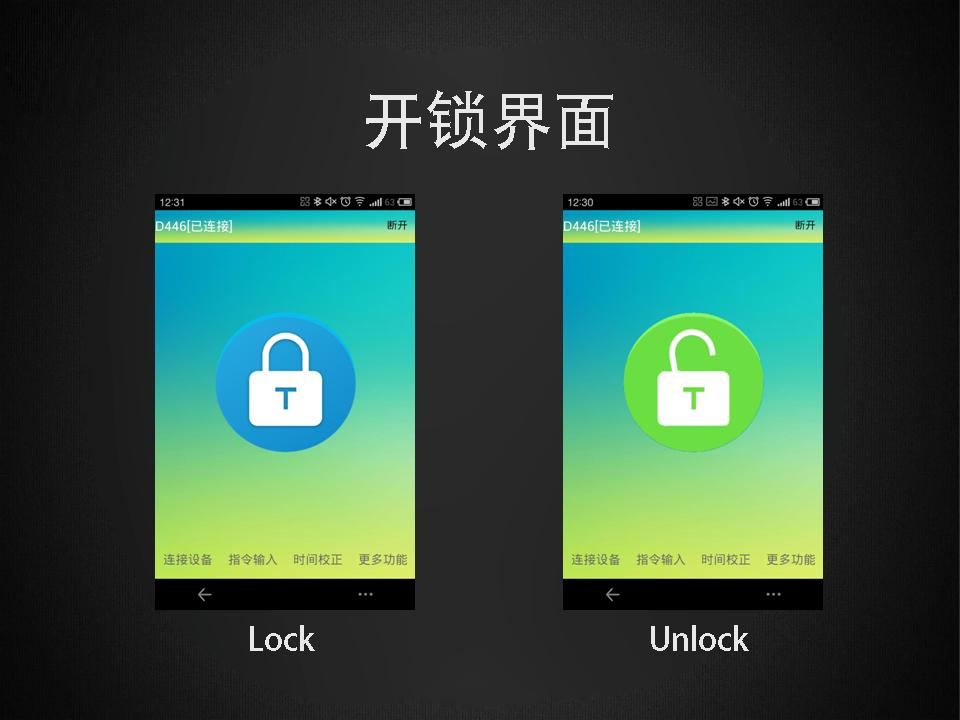 开锁界面
12:31 63
D446[已连接] 断开
T
连接设备 指令输入 时间校正 更多功能
Lock
12:30 63
D446[已连接] 断开
T
连接设备 指令输入 时间校正 更多功能
Unlock